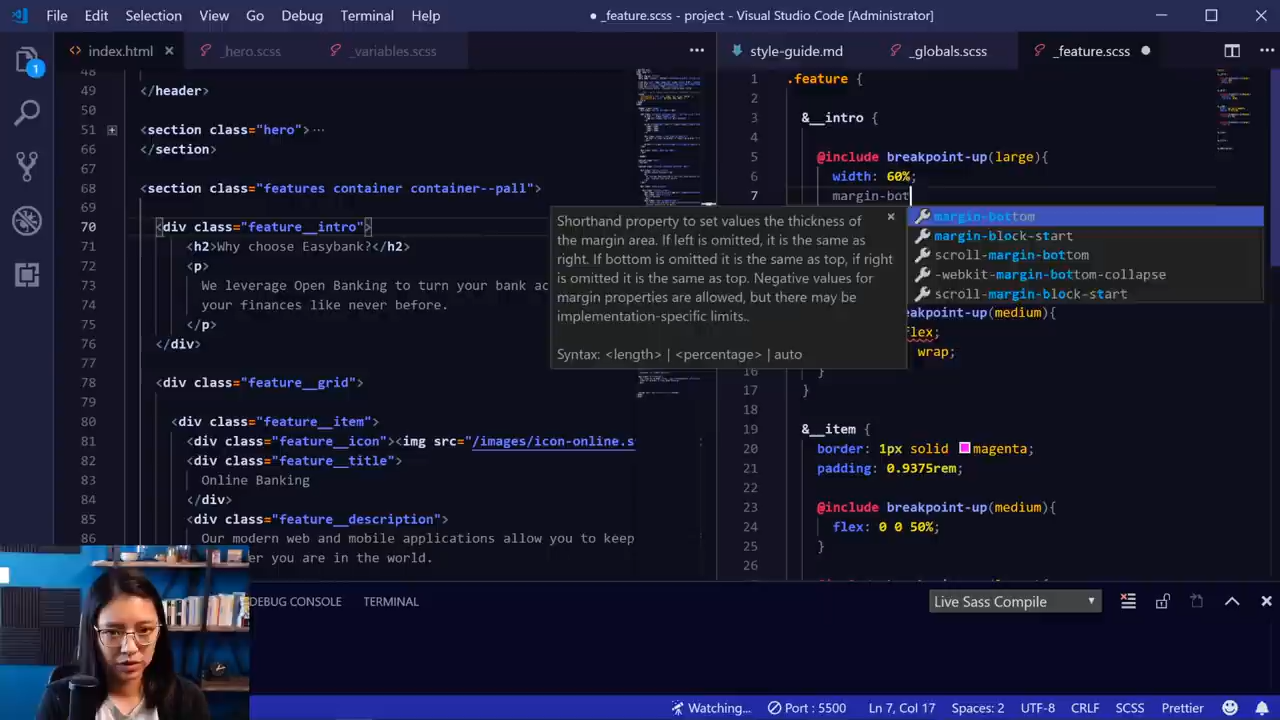 File Edit Selection View Go Debug Terminal Help ● _feature.scss - project - Visual Studio Code [Administrator]
<> index.html × _hero.scss _variables.scss ••• style-guide.md _globals.scss _feature.scss ●
1
48
49 </header>
50
51 <section class="hero">···
66 </section>
67
68 <section class="features container container--pall">
69
70 <div class="feature__intro">
71 <h2>Why choose Easybank?</h2>
72 <p>
73 We leverage Open Banking to turn your bank ac
74 your finances like never before.
75 </p>
76 </div>
77
78 <div class="feature__grid">
79
80 <div class="feature__item">
81 <div class="feature__icon"><img src="/images/icon-online.s
82 <div class="feature__title">
83 Online Banking
84 </div>
85 <div class="feature__description">
86 Our modern web and mobile applications allow you to keep
er you are in the world.
1 .feature {
2
3 &__intro {
4
5 @include breakpoint-up(large){
6 width: 60%;
7 margin-bot
margin-bottom
margin-block-start
scroll-margin-bottom
-webkit-margin-bottom-collapse
scroll-margin-block-start
Shorthand property to set values the thickness of ×
the margin area. If left is omitted, it is the same as
right. If bottom is omitted it is the same as top, if right
is omitted it is the same as top. Negative values for
margin properties are allowed, but there may be
implementation-specific limits..
Syntax: <length> | <percentage> | auto
eakpoint-up(medium){
flex;
wrap;
16 }
17 }
18
19 &__item {
20 border: 1px solid magenta;
21 padding: 0.9375rem;
22
23 @include breakpoint-up(medium){
24 flex: 0 0 50%;
25 }
26
DEBUG CONSOLE TERMINAL Live Sass Compile
Watching... Port : 5500 Ln 7, Col 17 Spaces: 2 UTF-8 CRLF SCSS Prettier